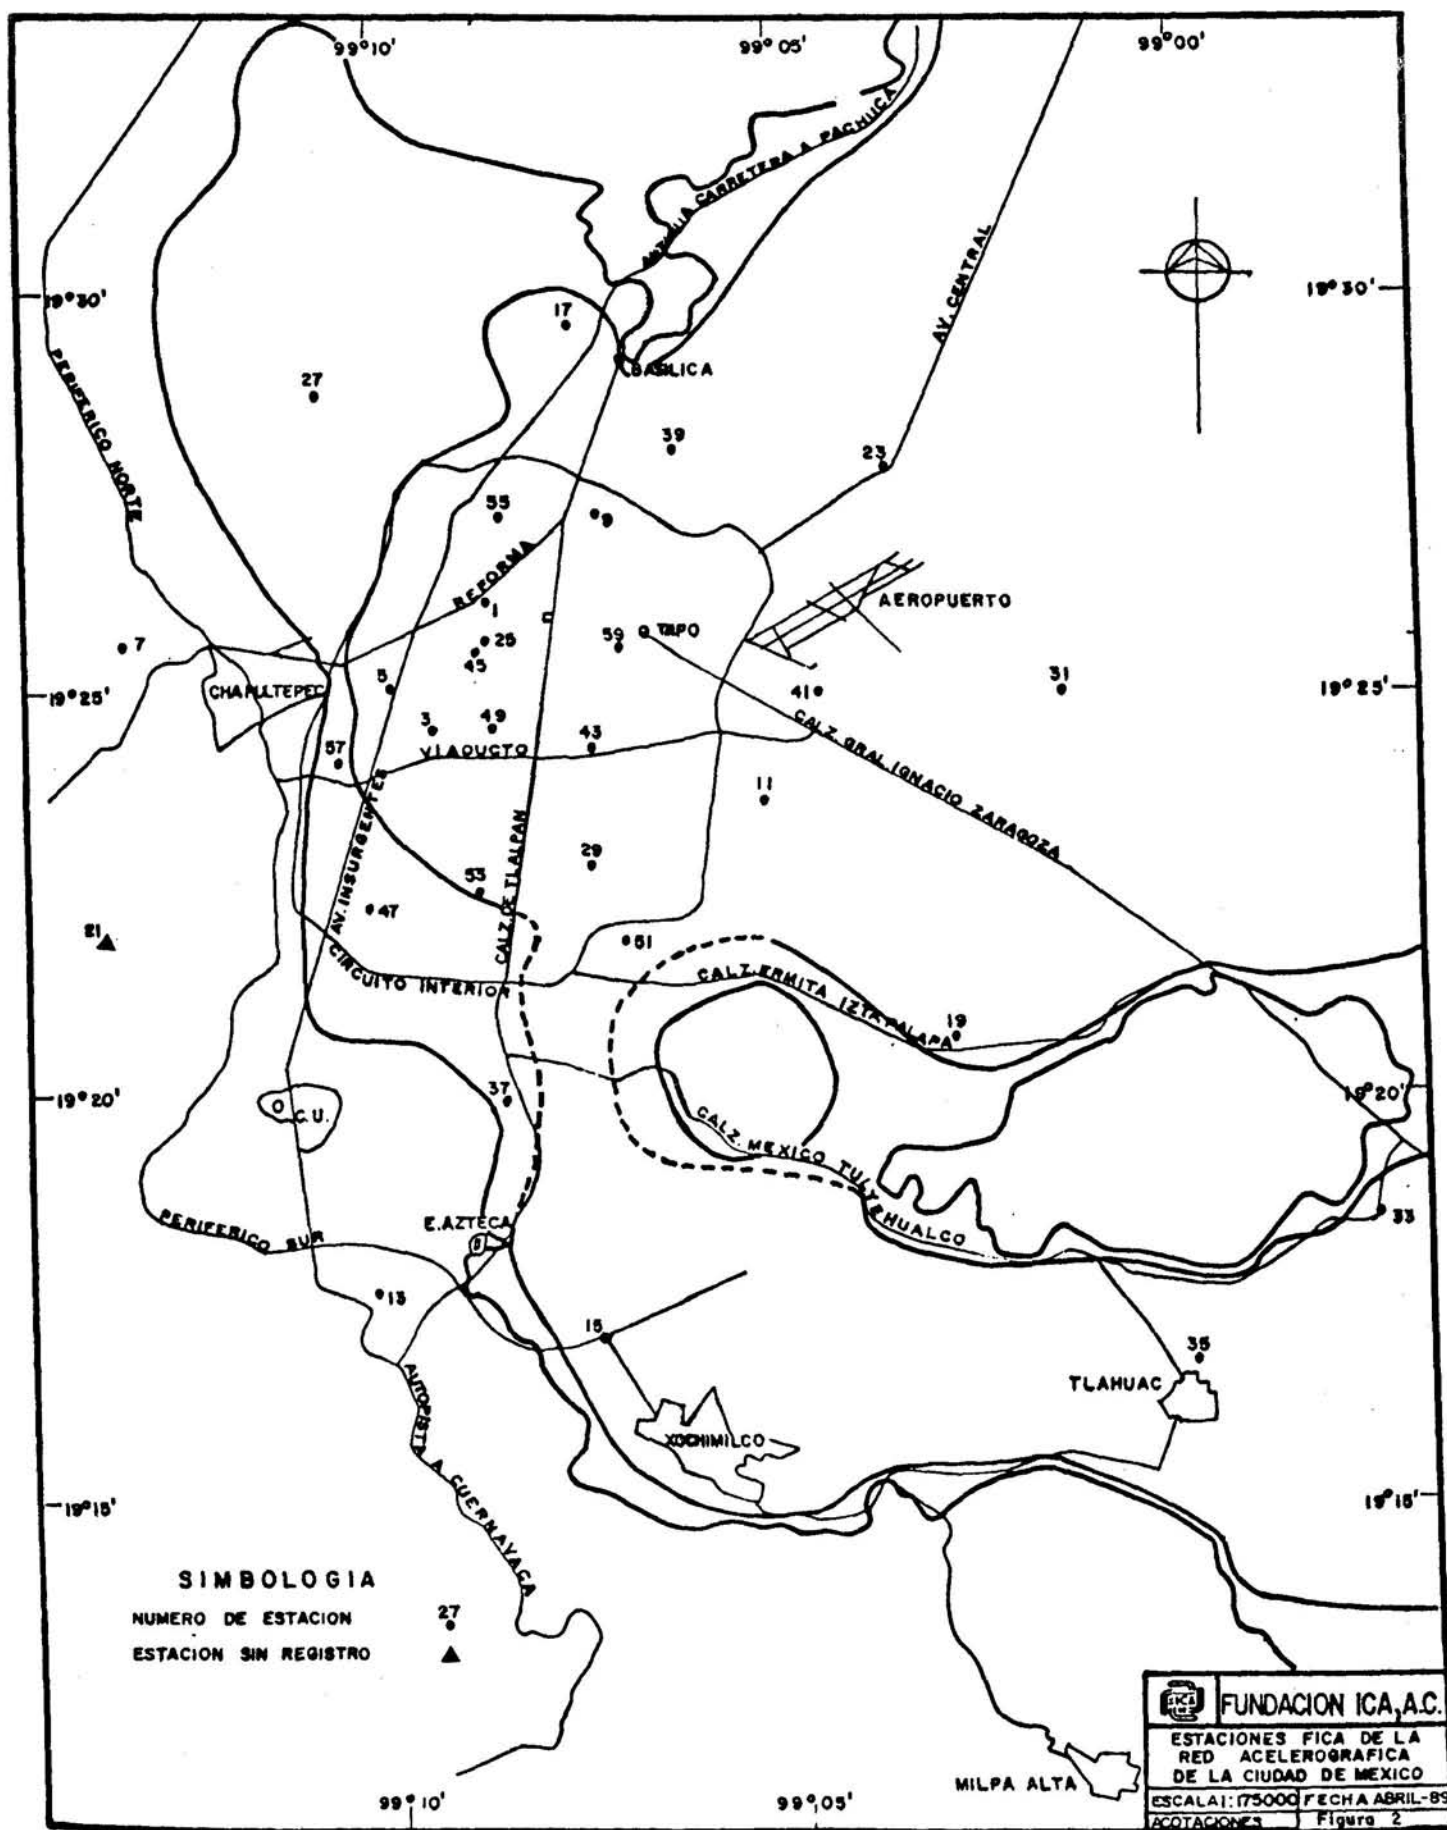 99°10'
99°05'
99°00'
ANTIGUA CARRETERA A PACHUCA
AV. CENTRAL
19°30'
19°30'
17
BASILICA
PERIFERICO NORTE
27
39
23
55
9
REFORMA
1
AEROPUERTO
25
59
TAPO
7
45
31
CHAPULTEPEC
5
41
19°25'
19°25'
3
49
43
CALZ. GRAL. IGNACIO ZARAGOZA
VIADUCTO
57
11
AV. INSURGENTES
CALZ. DE TLALPAN
29
53
47
21
51
CIRCUITO INTERIOR
CALZ. ERMITA IZTAPALAPA
19
19°20'
19°20'
37
C.U.
CALZ. MEXICO TULYEHUALCO
33
E. AZTECA
PERIFERICO SUR
13
15
35
TLAHUAC
AUTOPISTA A CUERNAVACA
XOCHIMILCO
19°15'
19°15'
SIMBOLOGIA
NUMERO DE ESTACION
27
ESTACION SIN REGISTRO
MILPA ALTA
99°10'
99°05'
ICA
FUNDACION ICA, A.C.
ESTACIONES FICA DE LA
RED ACELEROGRAFICA
DE LA CIUDAD DE MEXICO
ESCALA 1:175000 FECHA ABRIL-89
ACOTACIONES Figura 2